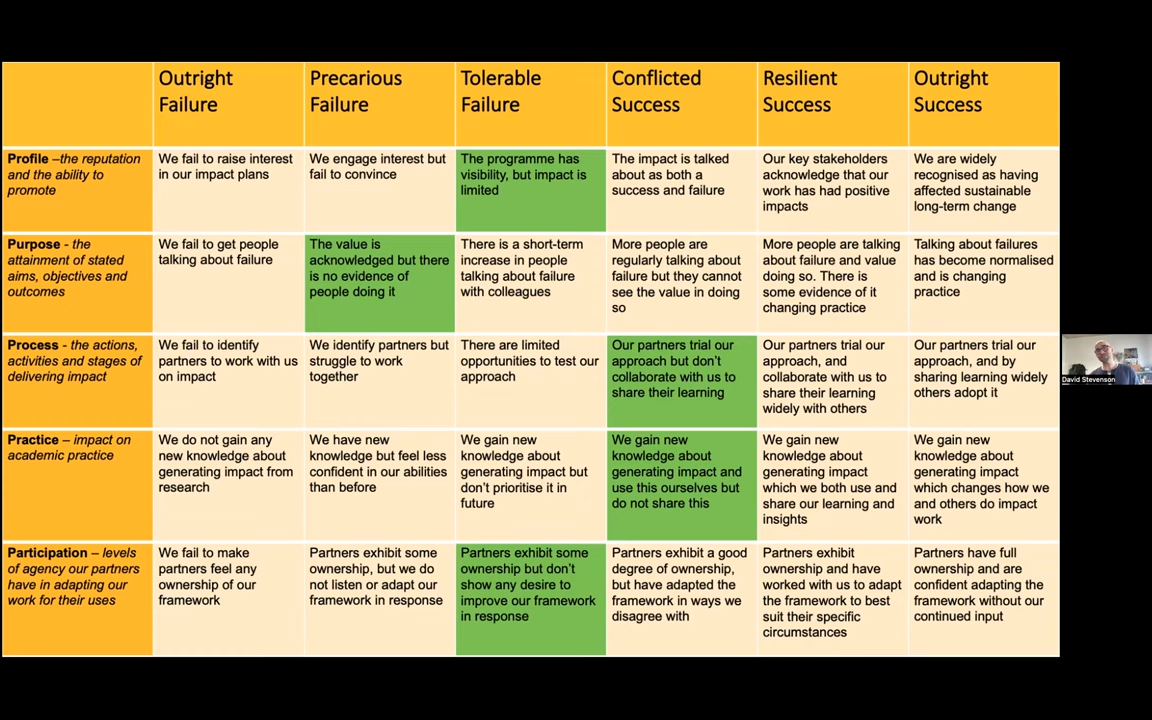 Outright
Failure
Precarious
Failure
Tolerable
Failure
Conflicted
Success
Resilient
Success
Outright
Success
Profile –the reputation
and the ability to
promote
We fail to raise interest
in our impact plans
We engage interest but
fail to convince
The programme has
visibility, but impact is
limited
The impact is talked
about as both a
success and failure
Our key stakeholders
acknowledge that our
work has had positive
impacts
We are widely
recognised as having
affected sustainable
long-term change
Purpose - the
attainment of stated
aims, objectives and
outcomes
We fail to get people
talking about failure
The value is
acknowledged but there
is no evidence of
people doing it
There is a short-term
increase in people
talking about failure
with colleagues
More people are
regularly talking about
failure but they cannot
see the value in doing
so
More people are talking
about failure and value
doing so. There is
some evidence of it
changing practice
Talking about failures
has become normalised
and is changing
practice
Process - the actions,
activities and stages of
delivering impact
We fail to identify
partners to work with us
on impact
We identify partners but
struggle to work
together
There are limited
opportunities to test our
approach
Our partners trial our
approach but don’t
collaborate with us to
share their learning
Our partners trial our
approach, and
collaborate with us to
share their learning
widely with others
Our partners trial our
approach, and by
sharing learning widely
others adopt it
Practice – impact on
academic practice
We do not gain any
new knowledge about
generating impact from
research
We have new
knowledge but feel less
confident in our abilities
than before
We gain new
knowledge about
generating impact but
don’t prioritise it in
future
We gain new
knowledge about
generating impact and
use this ourselves but
do not share this
We gain new
knowledge about
generating impact
which we both use and
share our learning and
insights
We gain new
knowledge about
generating impact
which changes how we
and others do impact
work
Participation – levels
of agency our partners
have in adapting our
work for their uses
We fail to make
partners feel any
ownership of our
framework
Partners exhibit some
ownership, but we do
not listen or adapt our
framework in response
Partners exhibit some
ownership but don’t
show any desire to
improve our framework
in response
Partners exhibit a good
degree of ownership,
but have adapted the
framework in ways we
disagree with
Partners exhibit
ownership and have
worked with us to adapt
the framework to best
suit their specific
circumstances
Partners have full
ownership and are
confident adapting the
framework without our
continued input
David Stevenson